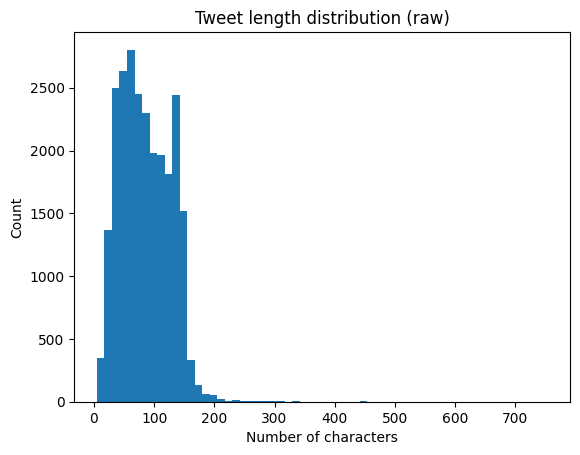 Tweet length distribution (raw)
2500
2000
1500
1000
500
0
Count
0 100 200 300 400 500 600 700
Number of characters